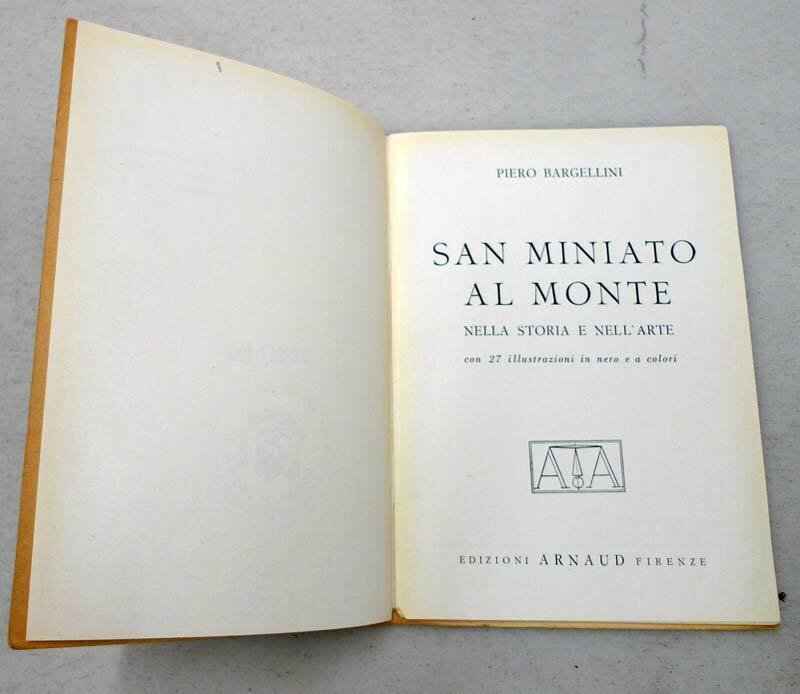 PIERO BARGELLINI
SAN MINIATO
AL MONTE
NELLA STORIA E NELL'ARTE
con 27 illustrazioni in nero e a colori
A A
EDIZIONI ARNAUD FIRENZE